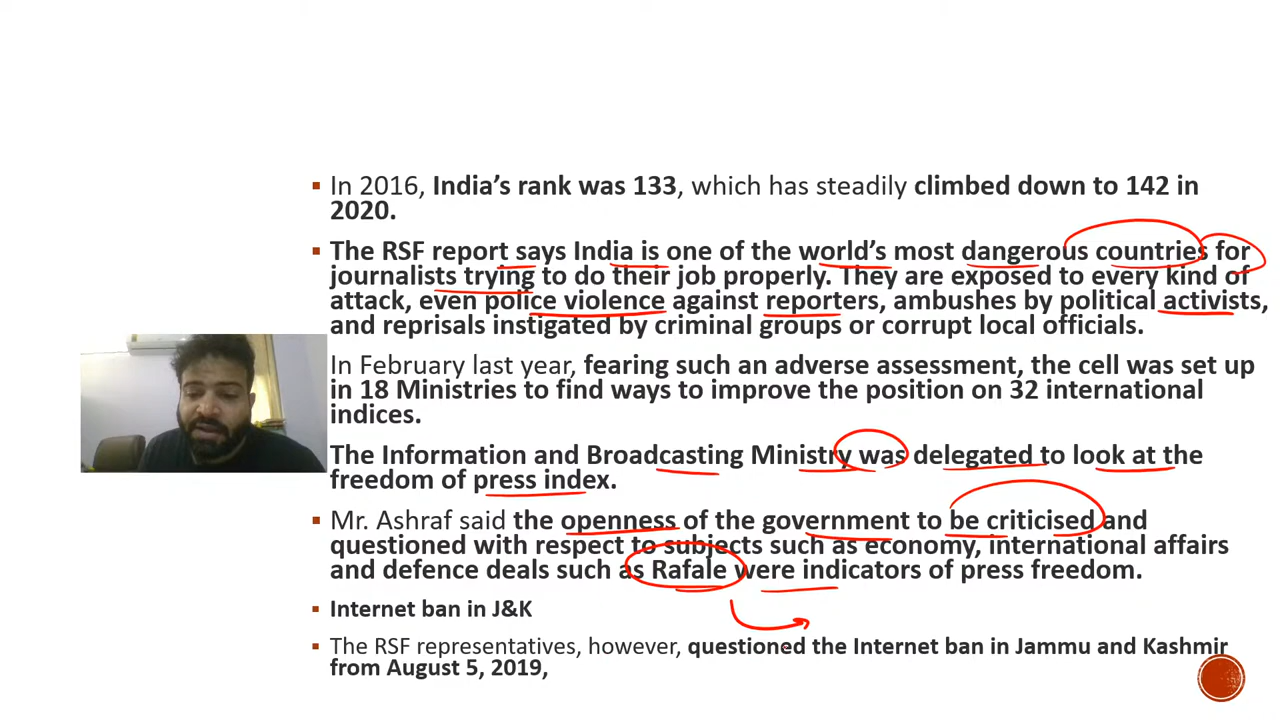 In 2016, India's rank was 133, which has steadily climbed down to 142 in
2020.
The RSF report says India is one of the world's most dangerous countries for
journalists trying to do their job properly. They are exposed to every kind of
attack, even police violence against reporters, ambushes by political activists,
and reprisals instigated by criminal groups or corrupt local officials.
In February last year, fearing such an adverse assessment, the cell was set up
in 18 Ministries to find ways to improve the position on 32 international
indices.
The Information and Broadcasting Ministry was delegated to look at the
freedom of press index.
Mr. Ashraf said the openness of the government to be criticised and
questioned with respect to subjects such as economy, international affairs
and defence deals such as Rafale were indicators of press freedom.
Internet ban in J&K
The RSF representatives, however, questioned the Internet ban in Jammu and Kashmir
from August 5, 2019,